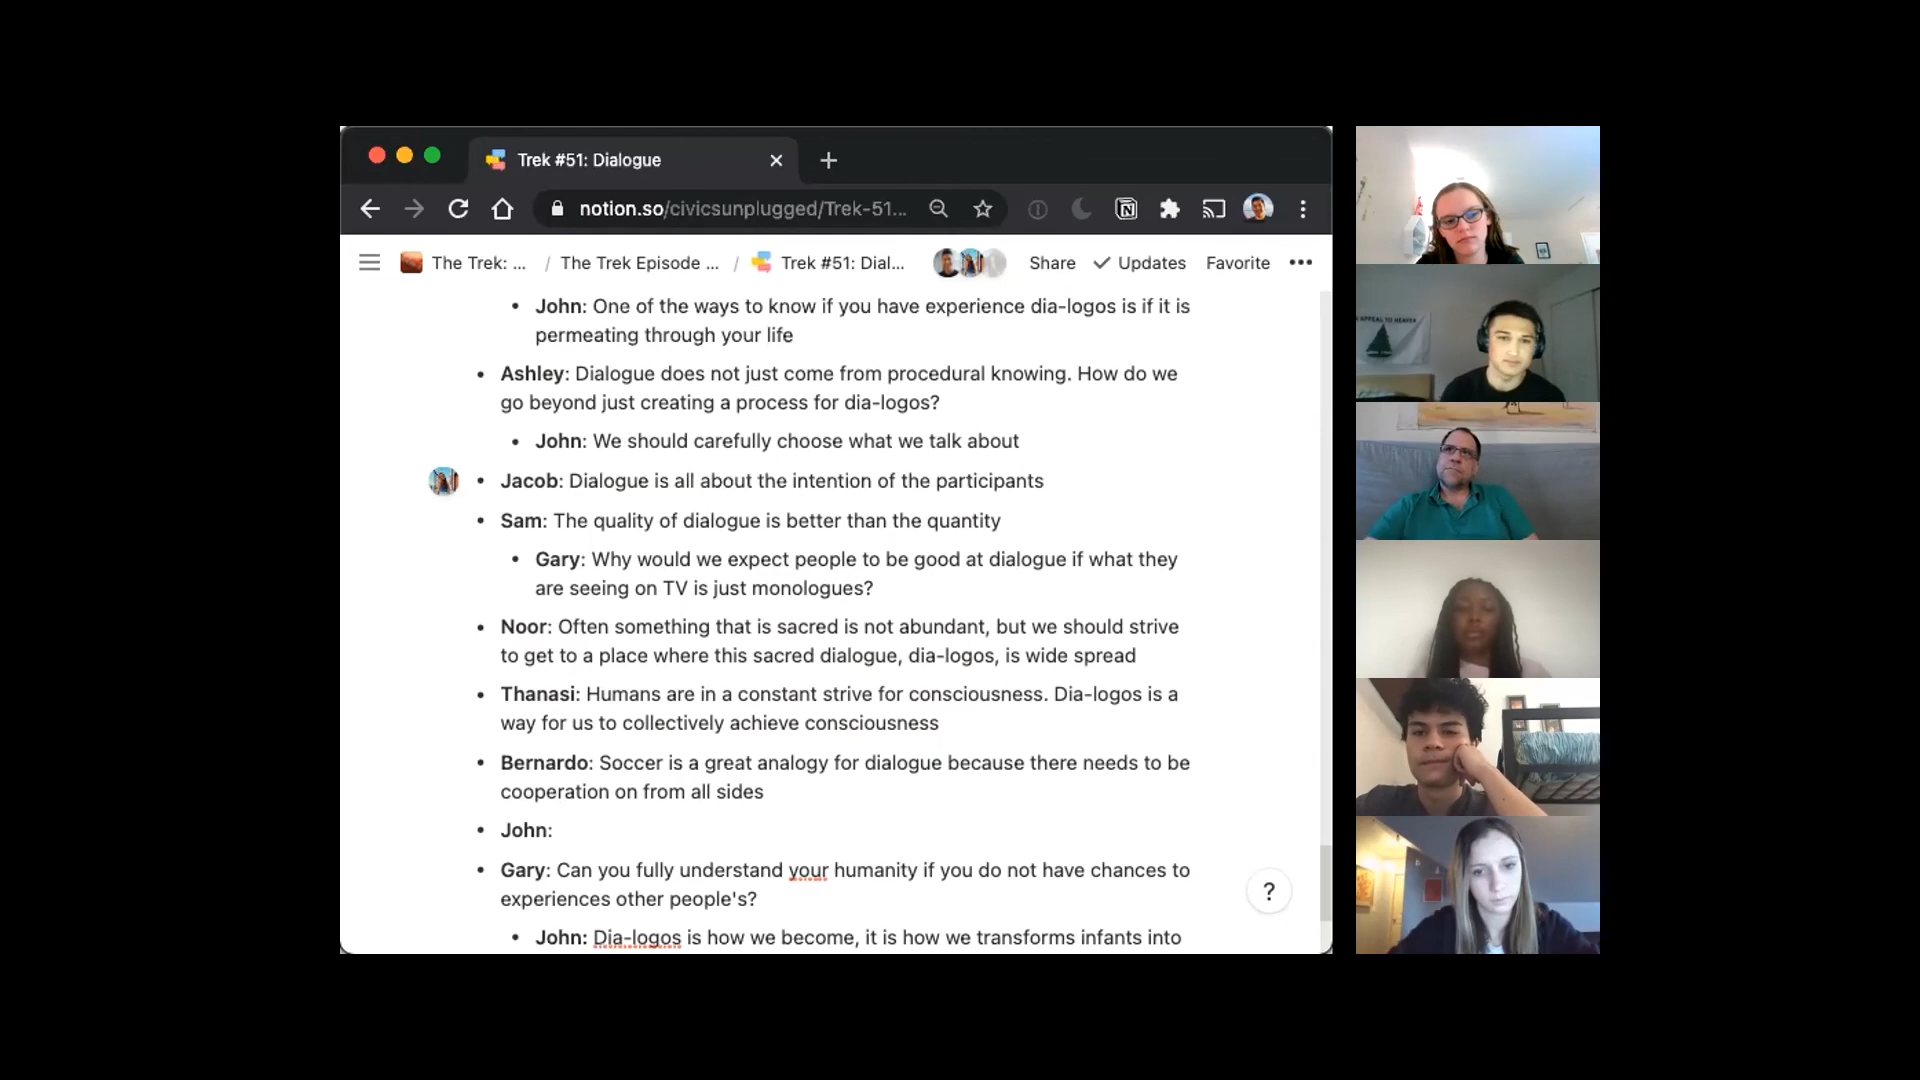 Trek #51: Dialogue
notion.so/civicsunplugged/Trek-51...
The Trek: ... / The Trek Episode ... / Trek #51: Dial... Share Updates Favorite
• John: One of the ways to know if you have experience dia-logos is if it is
permeating through your life
• Ashley: Dialogue does not just come from procedural knowing. How do we
go beyond just creating a process for dia-logos?
• John: We should carefully choose what we talk about
• Jacob: Dialogue is all about the intention of the participants
• Sam: The quality of dialogue is better than the quantity
• Gary: Why would we expect people to be good at dialogue if what they
are seeing on TV is just monologues?
• Noor: Often something that is sacred is not abundant, but we should strive
to get to a place where this sacred dialogue, dia-logos, is wide spread
• Thanasi: Humans are in a constant strive for consciousness. Dia-logos is a
way for us to collectively achieve consciousness
• Bernardo: Soccer is a great analogy for dialogue because there needs to be
cooperation on from all sides
• John:
• Gary: Can you fully understand your humanity if you do not have chances to
experiences other people's?
?
• John: Dia-logos is how we become, it is how we transforms infants into
APPEAL TO HEAVEN